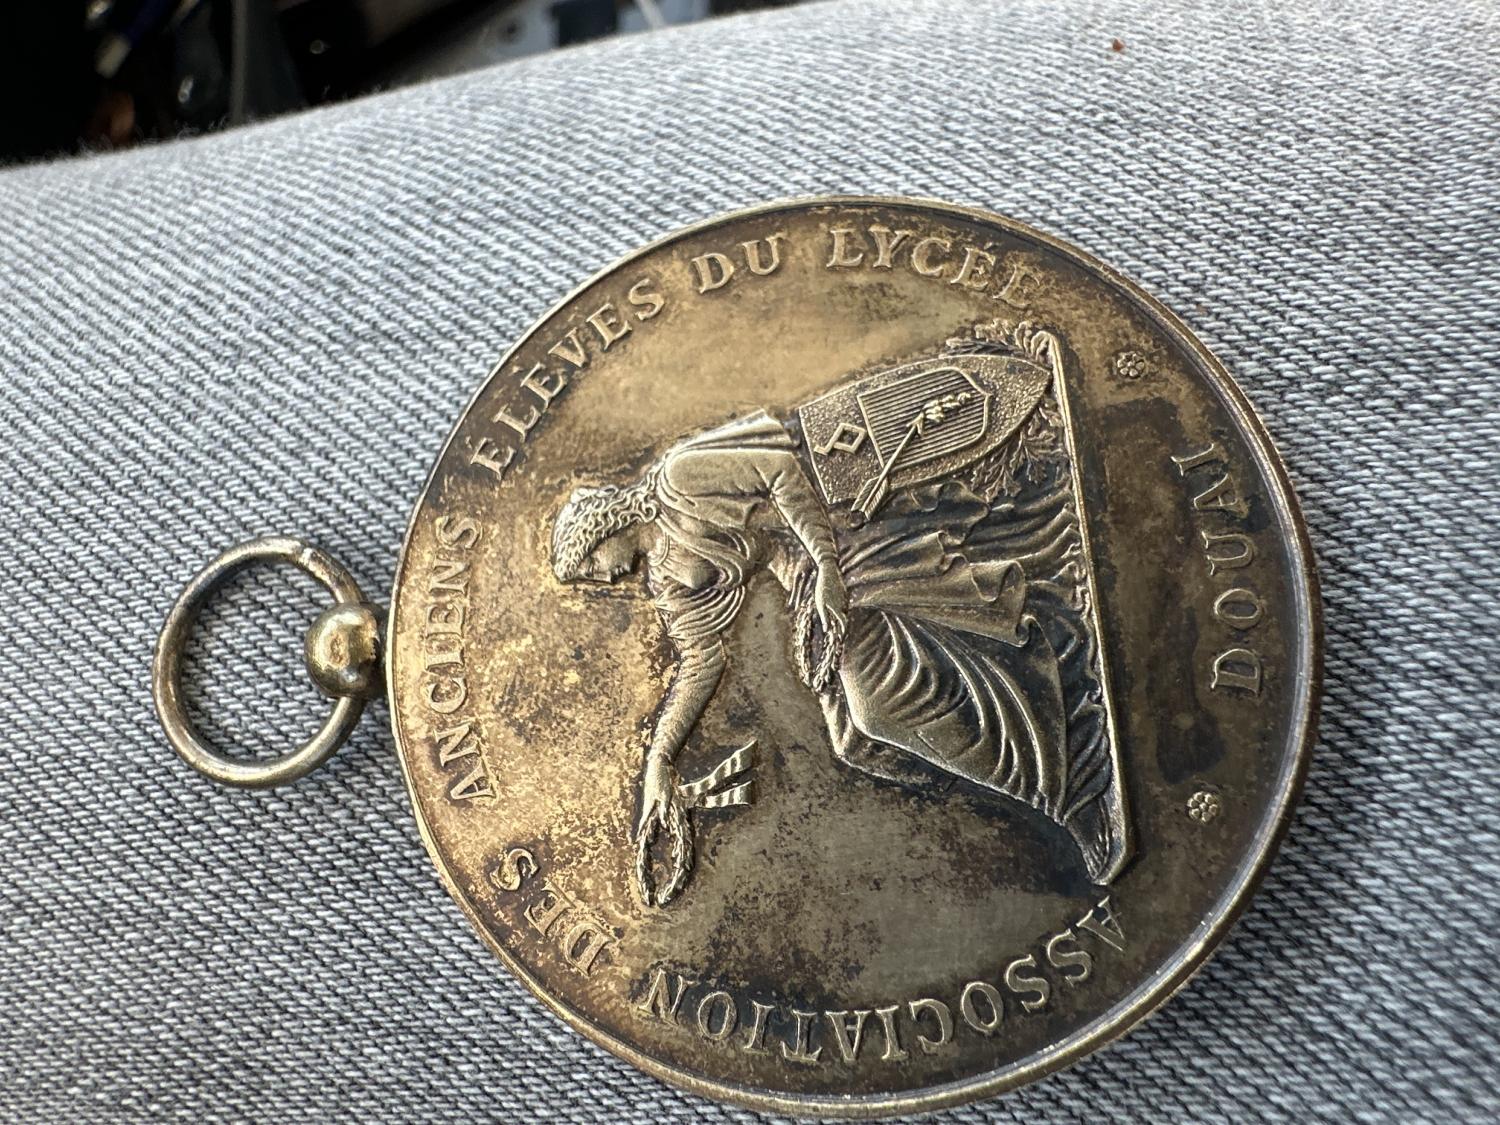 ASSOCIATION DES ANCIENS ÉLÈVES DU LYCÉE
DOUAI
D